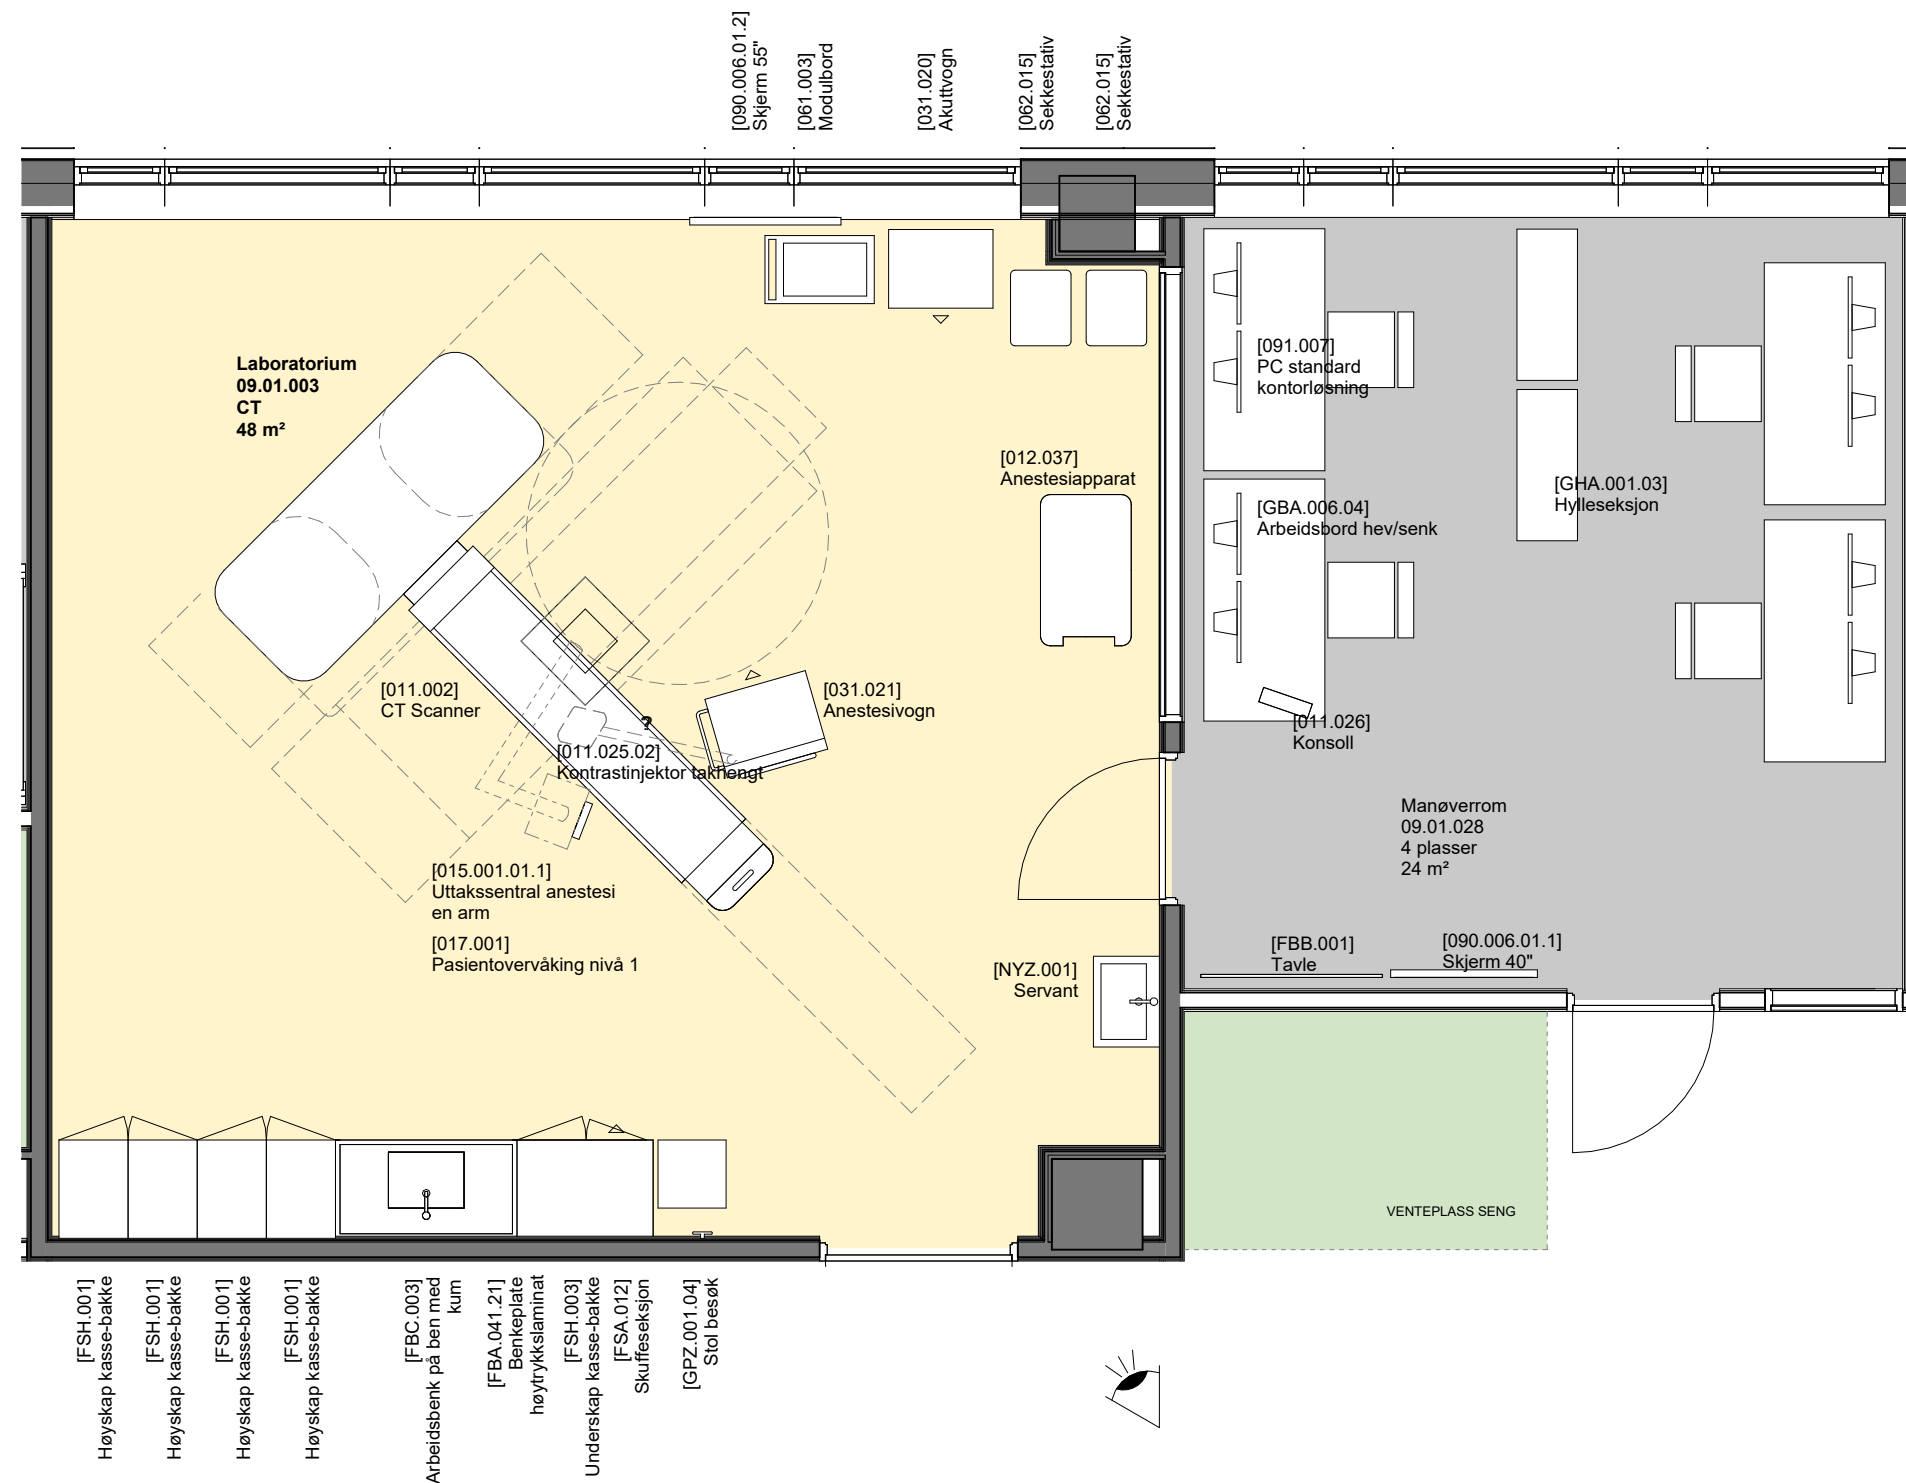 [090.006.01.2]
Skjerm 55"
[061.003]
Modulbord
[031.020]
Akuttvogn
[062.015]
Sekkestativ
[062.015]
Sekkestativ
Laboratorium
09.01.003
CT
48 m²
[091.007]
PC standard
kontorløsning
[012.037]
Anestesiapparat
[GBA.006.04]
Arbeidsbord hev/senk
[GHA.001.03]
Hylleseksjon
[011.002]
CT Scanner
[031.021]
Anestesivogn
[011.025.02]
Kontrastinjektor takhengt
?
[011.026]
Konsoll
Manøverrom
09.01.028
4 plasser
24 m²
[015.001.01.1]
Uttakssentral anestesi
en arm
[017.001]
Pasientovervåking nivå 1
[NYZ.001]
Servant
[FBB.001]
Tavle
[090.006.01.1]
Skjerm 40"
VENTEPLASS SENG
[FSH.001]
Høyskap kasse-bakke
[FSH.001]
Høyskap kasse-bakke
[FSH.001]
Høyskap kasse-bakke
[FSH.001]
Høyskap kasse-bakke
[FBC.003]
Arbeidsbenk på ben med
kum
[FBA.041.21]
Benkeplate
høytrykkslaminat
[FSH.003]
Underskap kasse-bakke
[FSA.012]
Skuffeseksjon
[GPZ.001.04]
Stol besøk